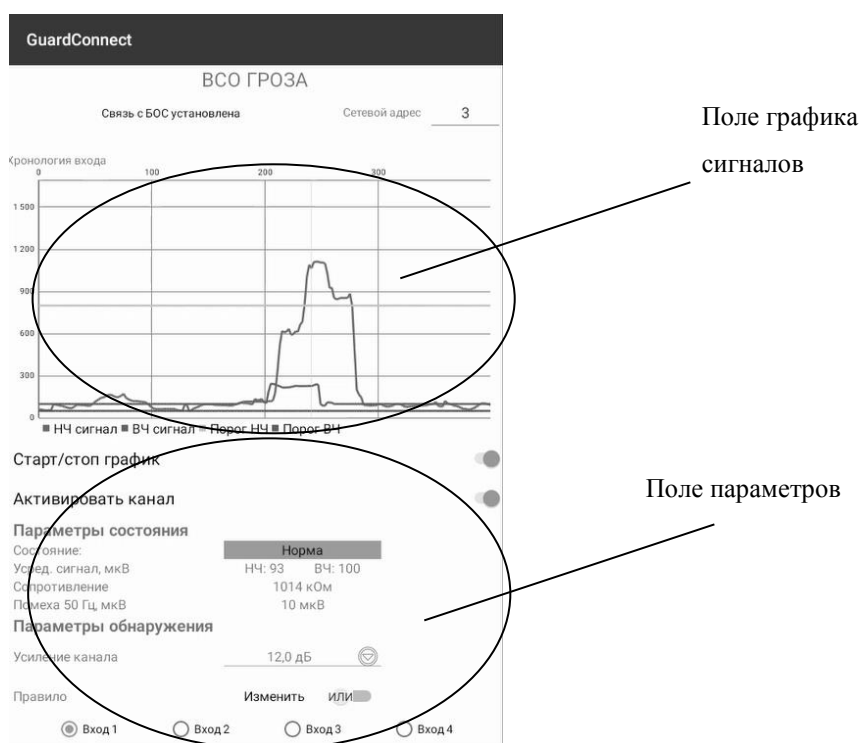 GuardConnect
ВСО ГРОЗА
Связь с БОС установлена Сетевой адрес 3
Хронология входа
0 100 200 300
1 500
1 200
900
600
300
0
НЧ сигнал ВЧ сигнал Порог НЧ Порог ВЧ
Старт/стоп график
Активировать канал
Параметры состояния
Состояние: Норма
Усред. сигнал, мкВ НЧ: 93 ВЧ: 100
Сопротивление 1014 кОм
Помеха 50 Гц, мкВ 10 мкВ
Параметры обнаружения
Усиление канала 12,0 дБ
Правило Изменить ИЛИ
Вход 1 Вход 2 Вход 3 Вход 4
Поле графика
сигналов
Поле параметров